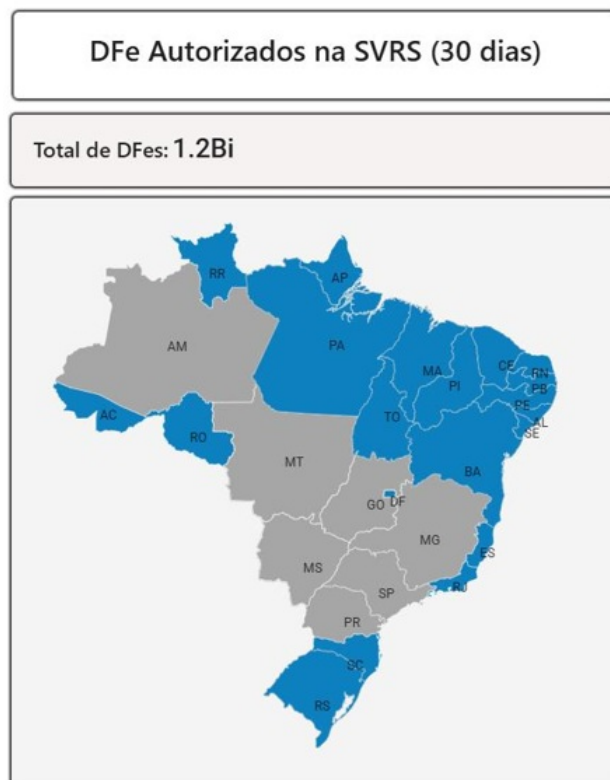 DFe Autorizados na SVRS (30 dias)
Total de DFes: 1.2Bi
RR
AP
AM
PA
MA
CE
RN
PI
PB
PE
AC
TO
AL
SE
RO
MT
BA
GO
DF
MG
ES
MS
SP
RJ
PR
SC
RS